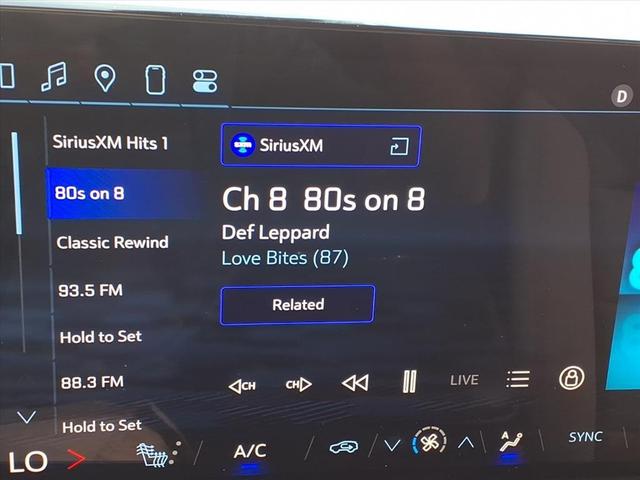 D
SiriusXM Hits 1
80s on 8
Classic Rewind
93.5 FM
Hold to Set
88.3 FM
Hold to Set
SXM SiriusXM
Ch 8 80s on 8
Def Leppard
Love Bites (87)
Related
CH CH LIVE
LO A/C A SYNC